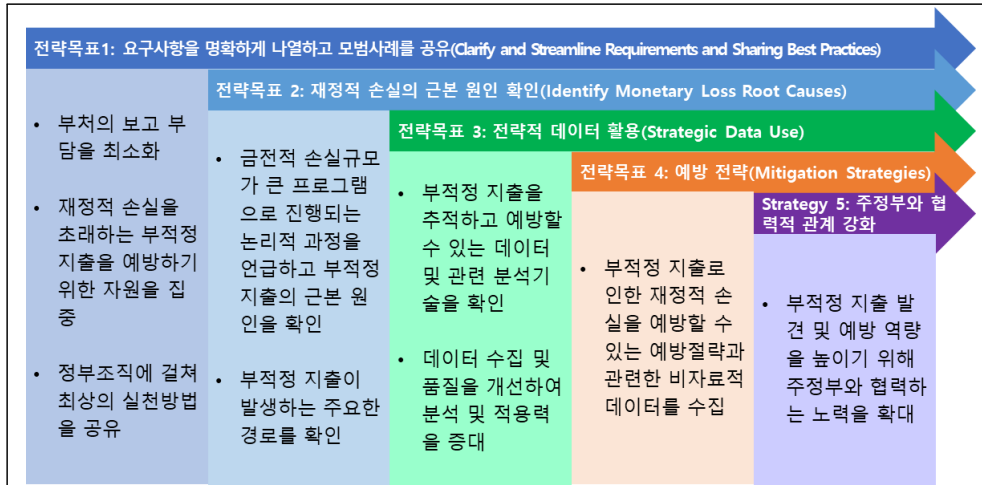 전략목표1: 요구사항을 명확하게 나열하고 모범사례를 공유(Clarify and Streamline Requirements and Sharing Best Practices)
전략목표 2: 재정적 손실의 근본 원인 확인(Identify Monetary Loss Root Causes)
전략목표 3: 전략적 데이터 활용(Strategic Data Use)
전략목표 4: 예방 전략(Mitigation Strategies)
Strategy 5: 주정부와 협
력적 관계 강화
• 부처의 보고 부
담을 최소화
• 재정적 손실을
초래하는 부적정
지출을 예방하기
위한 자원을 집
중
• 정부조직에 걸쳐
최상의 실천방법
을 공유
• 금전적 손실규모
가 큰 프로그램
으로 진행되는
논리적 과정을
언급하고 부적정
지출의 근본 원
인을 확인
• 부적정 지출이
발생하는 주요한
경로를 확인
• 부적정 지출을
추적하고 예방할
수 있는 데이터
및 관련 분석기
술을 확인
• 데이터 수집 및
품질을 개선하여
분석 및 적용력
을 증대
• 부적정 지출로
인한 재정적 손
실을 예방할 수
있는 예방절략과
관련한 비자료적
데이터를 수집
• 부적정 지출 발
견 및 예방 역량
을 높이기 위해
주정부와 협력하
는 노력을 확대